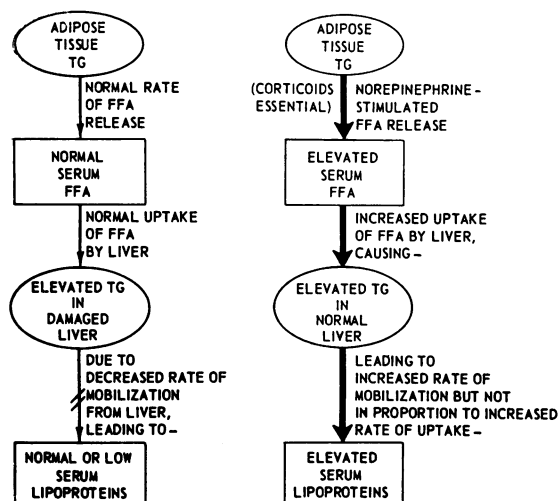 ADIPOSE
TISSUE
TG
NORMAL RATE
OF FFA
RELEASE
NORMAL
SERUM
FFA
NORMAL UPTAKE
OF FFA
BY LIVER
ELEVATED TG
IN
DAMAGED
LIVER
DUE TO
DECREASED RATE OF
MOBILIZATION
FROM LIVER,
LEADING TO–
NORMAL OR LOW
SERUM
LIPOPROTEINS
ADIPOSE
TISSUE
TG
(CORTICOIDS
ESSENTIAL)
NOREPINEPHRINE–
STIMULATED
FFA RELEASE
ELEVATED
SERUM
FFA
INCREASED UPTAKE
OF FFA BY LIVER,
CAUSING–
ELEVATED TG
IN
NORMAL
LIVER
LEADING TO
INCREASED RATE OF
MOBILIZATION BUT NOT
IN PROPORTION TO INCREASED
RATE OF UPTAKE–
ELEVATED
SERUM
LIPOPROTEINS